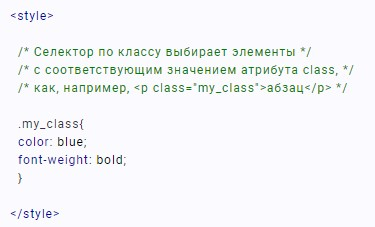 <style>
/* Селектор по классу выбирает элементы */
/* с соответствующим значением атрибута class, */
/* как, например, <p class="my_class">абзац</p> */
.my_class{
color: blue;
font-weight: bold;
}
</style>